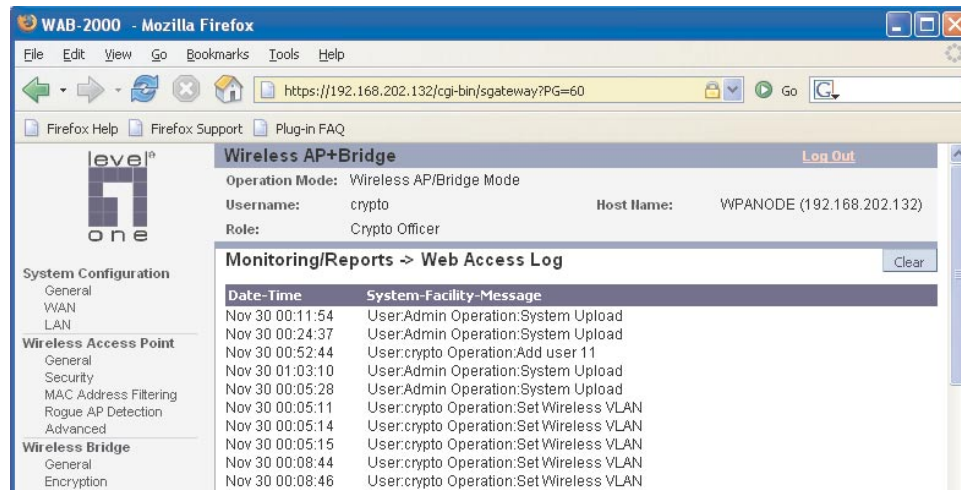 WAB-2000 - Mozilla Firefox
File Edit View Go Bookmarks Tools Help
https://192.168.202.132/cgi-bin/sgateway?PG=60 Go G
Firefox Help Firefox Support Plug-in FAQ
level®
one
Wireless AP+Bridge Log Out
Operation Mode: Wireless AP/Bridge Mode
Username: crypto Host Name: WPANODE (192.168.202.132)
Role: Crypto Officer
System Configuration
General
WAN
LAN
Wireless Access Point
General
Security
MAC Address Filtering
Rogue AP Detection
Advanced
Wireless Bridge
General
Encryption
Monitoring/Reports -> Web Access Log Clear
Date-Time System-Facility-Message
Nov 30 00:11:54 User:Admin Operation:System Upload
Nov 30 00:24:37 User:Admin Operation:System Upload
Nov 30 00:52:44 User:crypto Operation:Add user 11
Nov 30 01:03:10 User:Admin Operation:System Upload
Nov 30 00:05:28 User:Admin Operation:System Upload
Nov 30 00:05:11 User:crypto Operation:Set Wireless VLAN
Nov 30 00:05:14 User:crypto Operation:Set Wireless VLAN
Nov 30 00:05:15 User:crypto Operation:Set Wireless VLAN
Nov 30 00:08:44 User:crypto Operation:Set Wireless VLAN
Nov 30 00:08:46 User:crypto Operation:Set Wireless VLAN